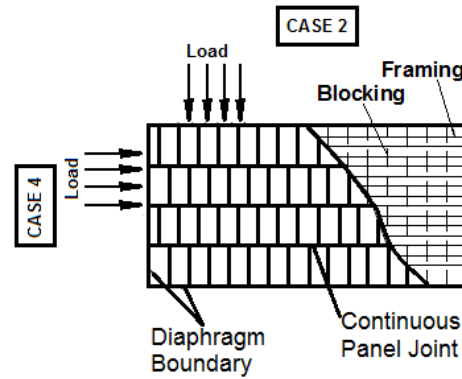 CASE 2
Load
Framing
Blocking
Load
CASE 4
Diaphragm
Boundary
Continuous
Panel Joint